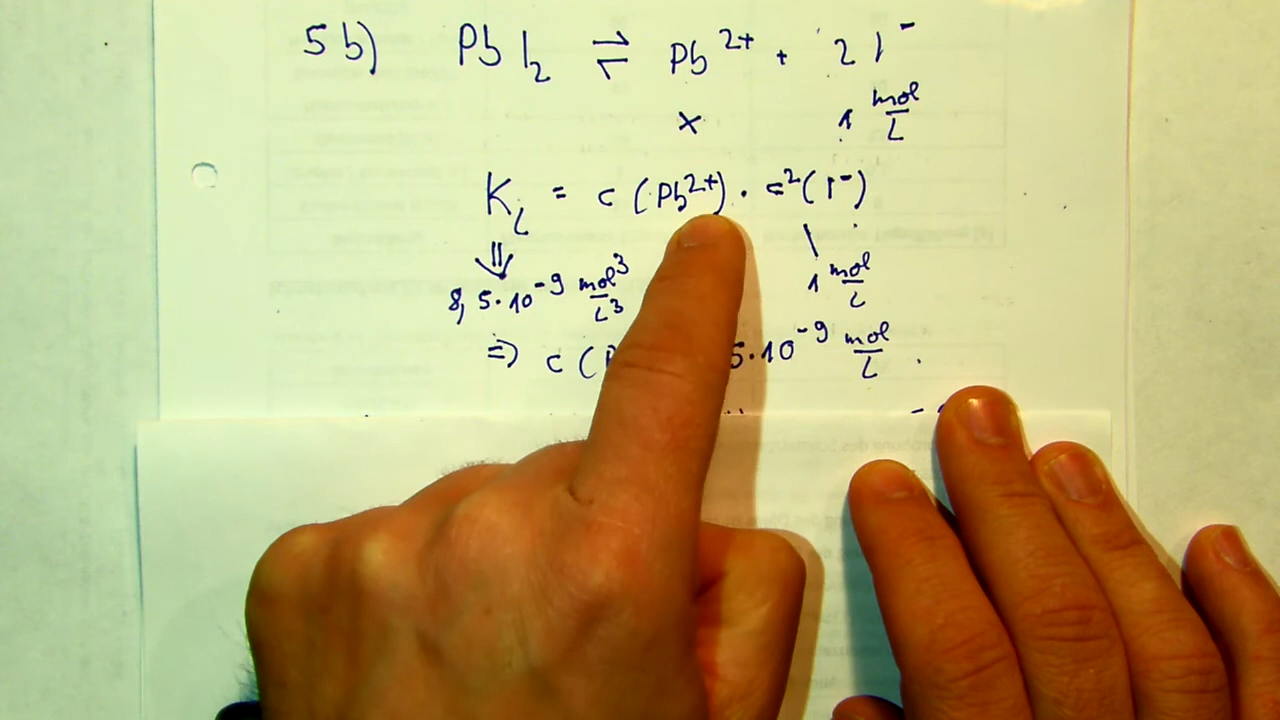 5 b) PbI₂ ⇌ Pb²⁺ + 2 I⁻
x 1 mol/L
K_L = c (Pb²⁺) · c² (I⁻)
8,5·10⁻⁹ mol³/L³ 1 mol/L
⇒ c ( 5·10⁻⁹ mol/L